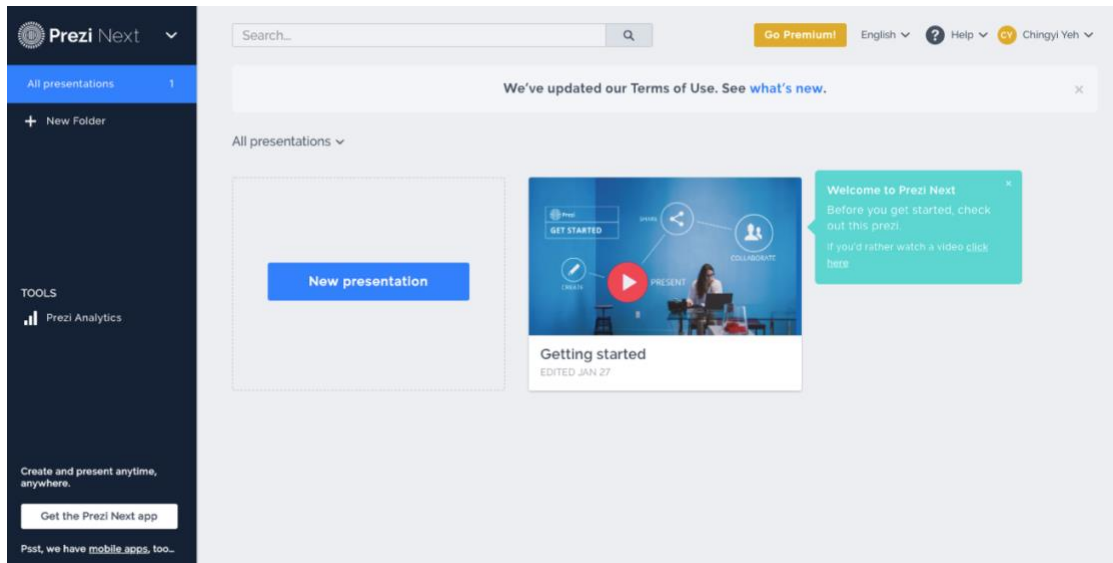 Prezi Next
Search...
Go Premium!
English
? Help
CY Chingyi Yeh
All presentations 1
We've updated our Terms of Use. See what's new.
+ New Folder
All presentations
New presentation
Prezi
GET STARTED
SHARE
COLLABORATE
CREATE
PRESENT
Getting started
EDITED JAN 27
Welcome to Prezi Next
Before you get started, check
out this prezi.
If you'd rather watch a video click
here
TOOLS
Prezi Analytics
Create and present anytime,
anywhere.
Get the Prezi Next app
Psst, we have mobile apps, too...